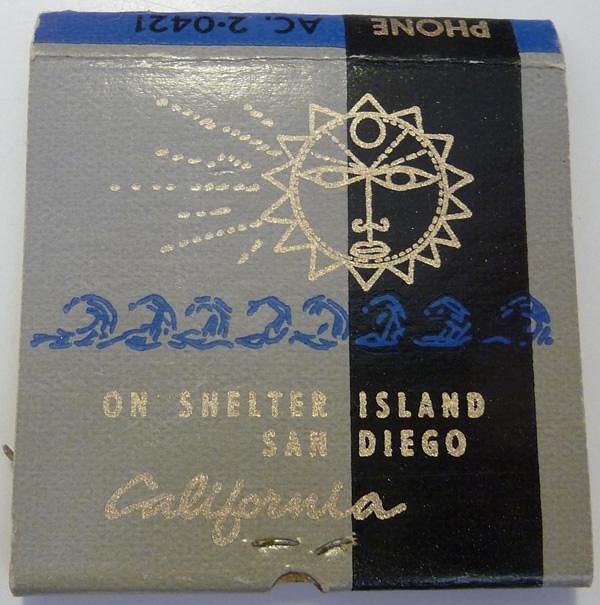 PHONE AC. 2-0421
ON SHELTER ISLAND
SAN DIEGO
California